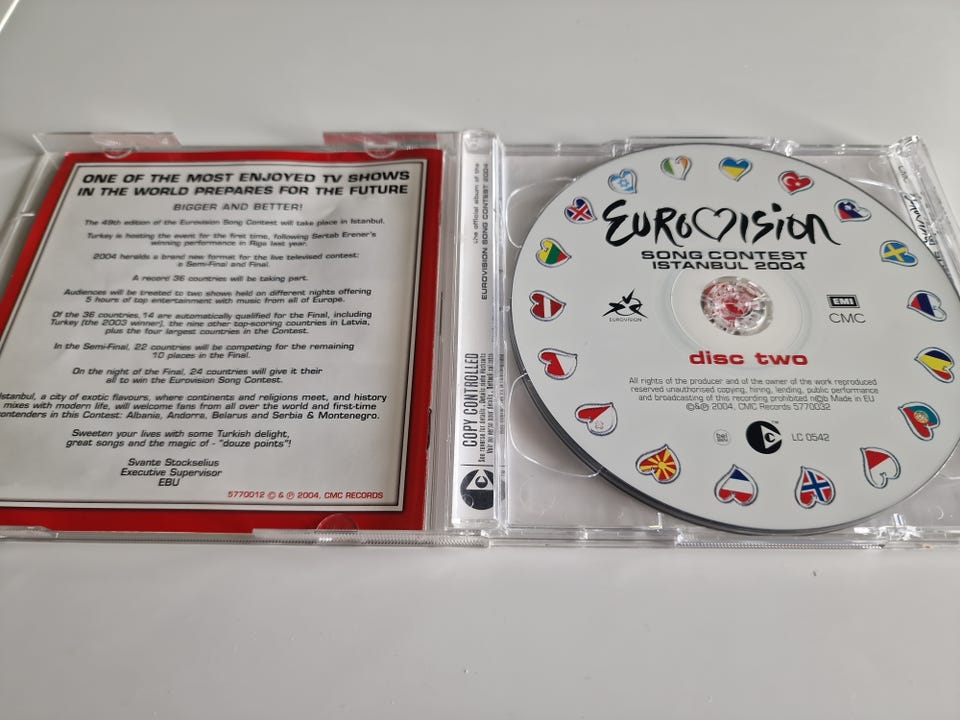 ONE OF THE MOST ENJOYED TV SHOWS
IN THE WORLD PREPARES FOR THE FUTURE
BIGGER AND BETTER!
The 49th edition of the Eurovision Song Contest will take place in Istanbul.
Turkey is hosting the event for the first time, following Sertab Erener's
winning performance in Riga last year.
2004 heralds a brand new format for the live televised contest:
a Semi-Final and Final.
A record 36 countries will be taking part.
Audiences will be treated to two shows held on different nights offering
5 hours of top entertainment with music from all of Europe.
Of the 36 countries, 14 are automatically qualified for the Final, including
Turkey (the 2003 winner), the nine other top-scoring countries in Latvia,
plus the four largest countries in the Contest.
In the Semi-Final, 22 countries will be competing for the remaining
10 places in the Final.
On the night of the Final, 24 countries will give it their
all to win the Eurovision Song Contest.
Istanbul, a city of exotic flavours, where continents and religions meet, and history
mixes with modern life, will welcome fans from all over the world and first-time
contenders in this Contest: Albania, Andorra, Belarus and Serbia & Montenegro.
Sweeten your lives with some Turkish delight,
great songs and the magic of - "douze points"!
Svante Stockselius
Executive Supervisor
EBU
5770012 © & ℗ 2004, CMC RECORDS
the official album of the
EUROVISION SONG CONTEST 2004
COPY CONTROLLED
EUROVISION
SONG CONTEST
ISTANBUL 2004
EUROVISION
EMI
CMC
disc two
All rights of the producer and of the owner of the work reproduced
reserved unauthorised copying, hiring, lending, public performance
and broadcasting of this recording prohibited n©b Made in EU
©&℗ 2004, CMC Records 5770032
LC 0542